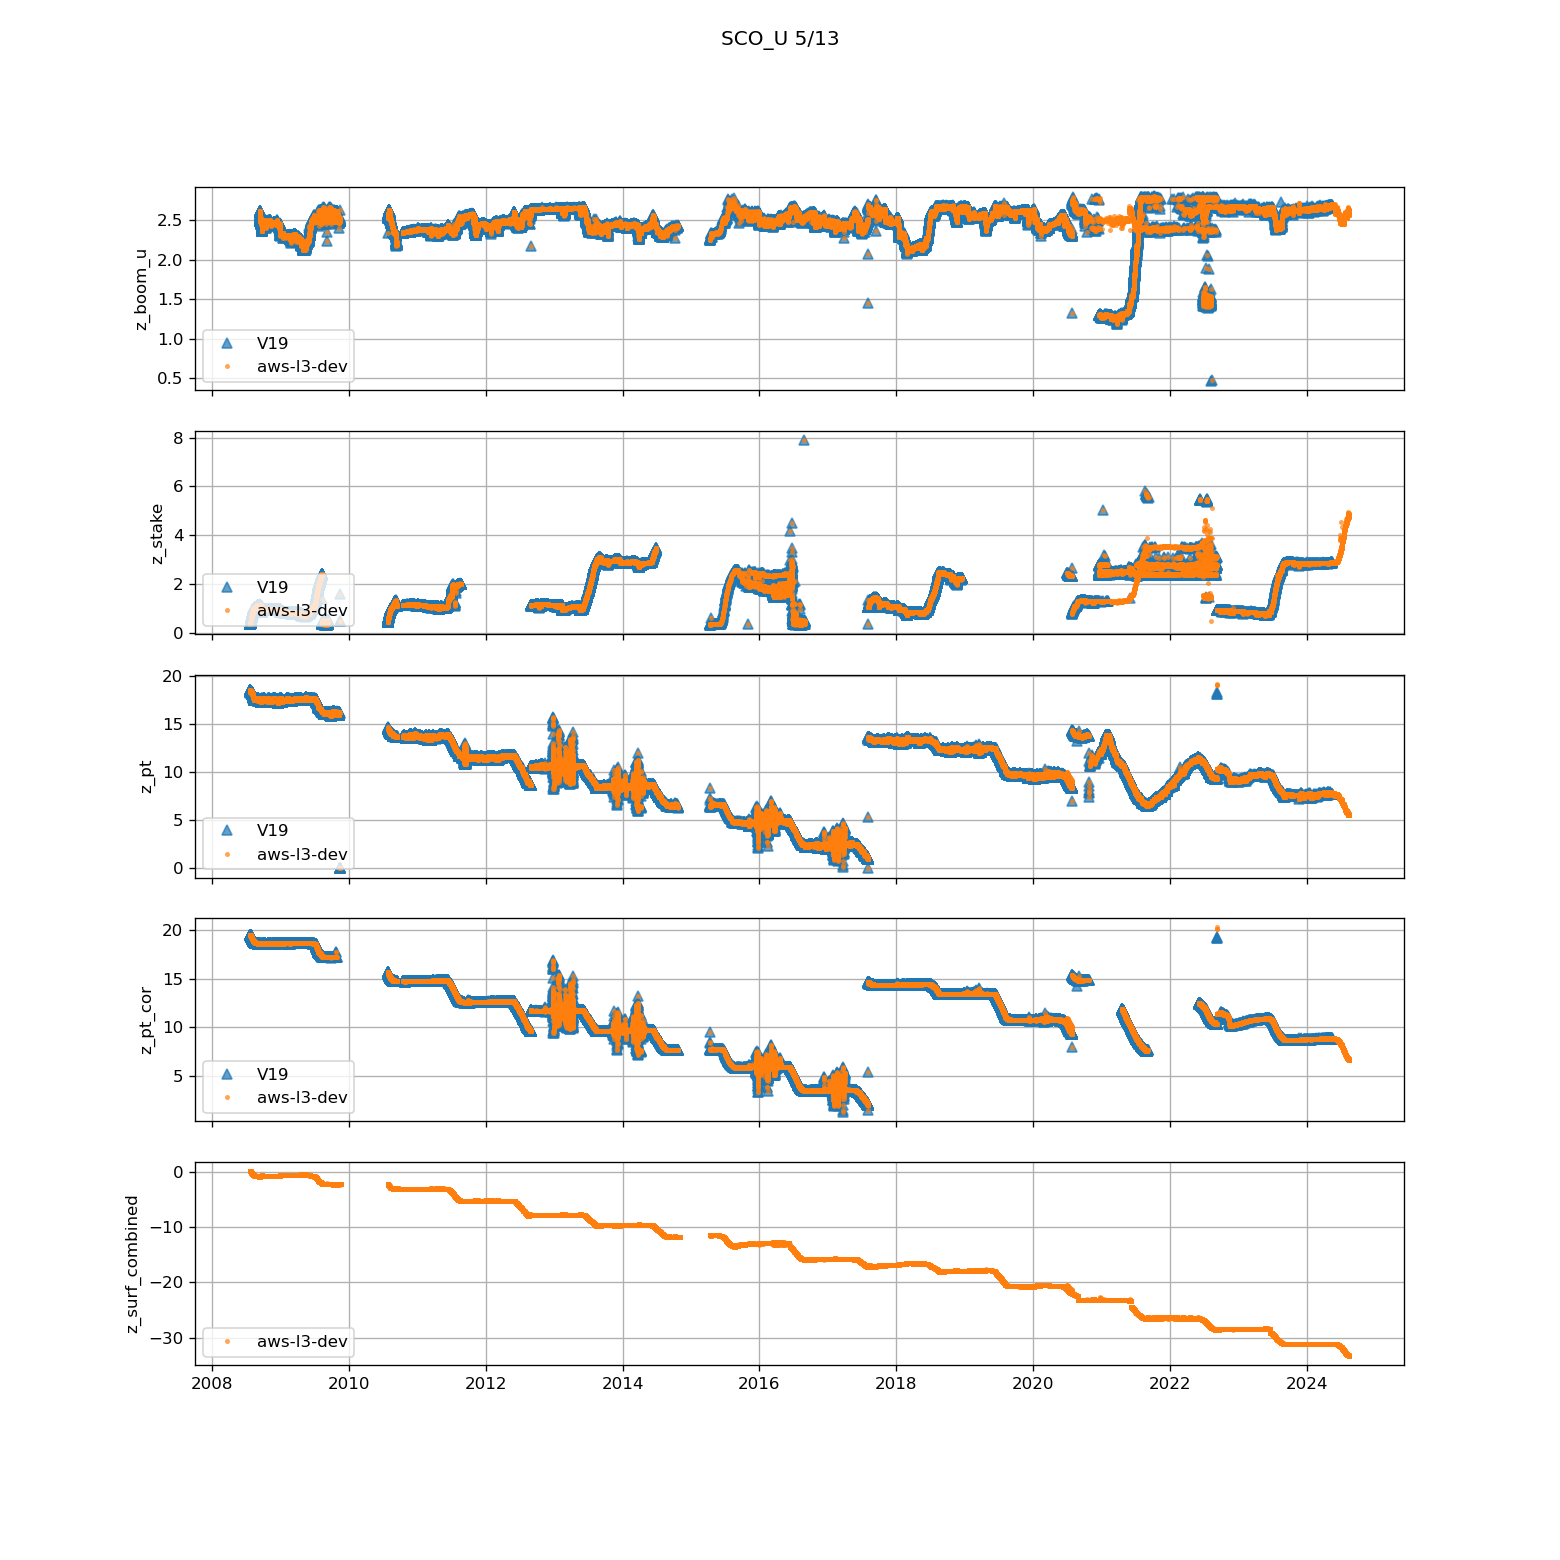 SCO_U 5/13
z_boom_u
2.5
2.0
1.5
1.0
0.5
V19
aws-l3-dev
z_stake
8
6
4
2
0
V19
aws-l3-dev
z_pt
20
15
10
5
0
V19
aws-l3-dev
z_pt_cor
20
15
10
5
V19
aws-l3-dev
z_surf_combined
0
−10
−20
−30
aws-l3-dev
2008 2010 2012 2014 2016 2018 2020 2022 2024